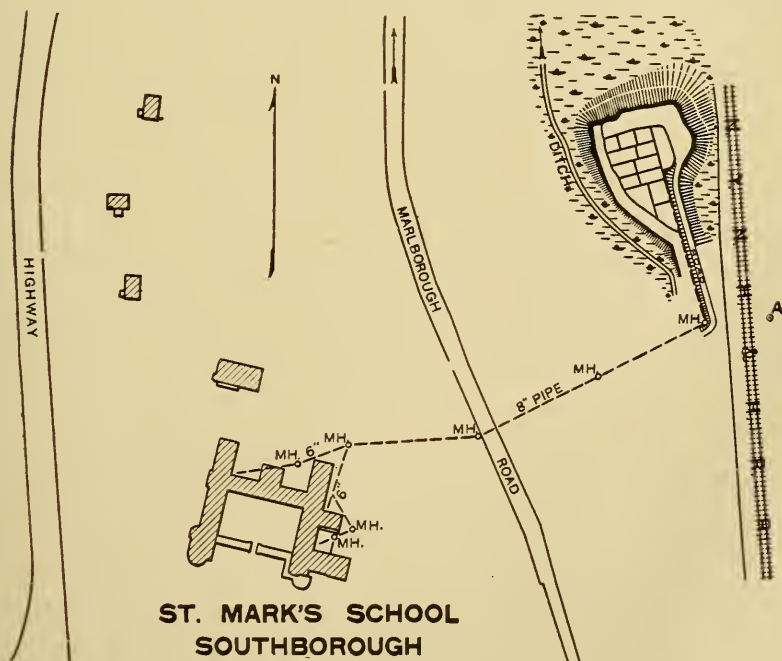 N
HIGHWAY
MARLBOROUGH
ROAD
DITCH
N Y N H & H R R
A
MH.
MH.
8" PIPE
MH.
MH.
6"
MH.
6"
MH.
MH.
ST. MARK'S SCHOOL
SOUTHBOROUGH